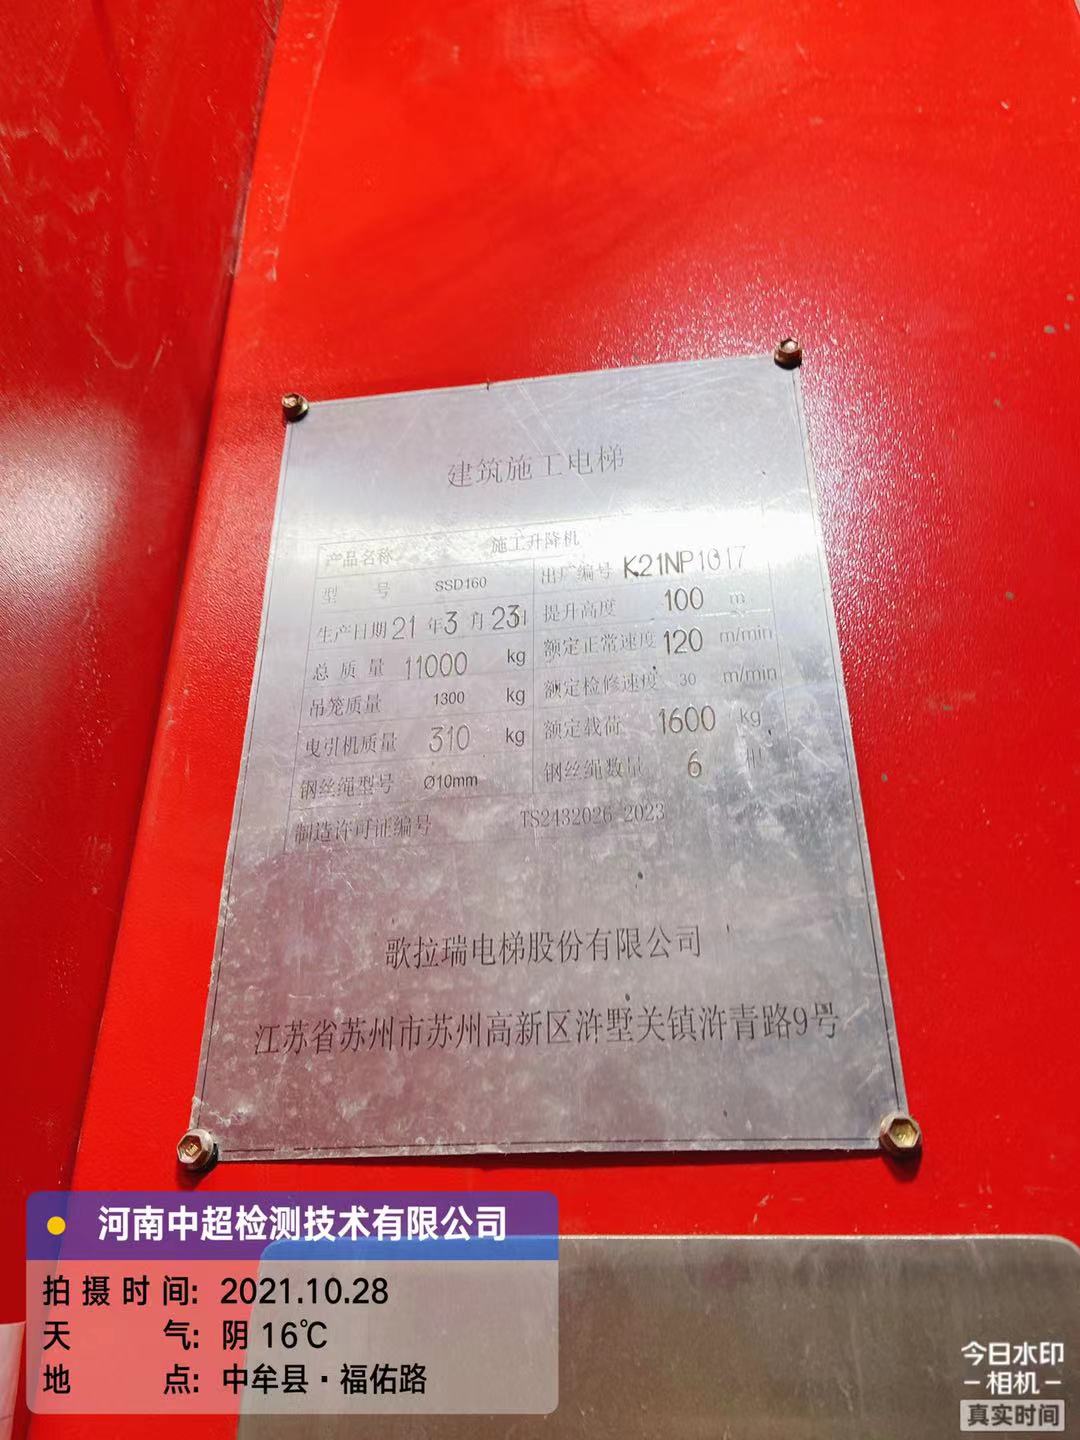 建筑施工电梯
产品名称 施工升降机
型号 SSD160 出厂编号 K21NP1017
生产日期 21 年 3 月 23 提升高度 100 m
总质量 11000 kg 额定正常速度 120 m/min
吊笼质量 1300 kg 额定检修速度 30 m/min
曳引机质量 310 kg 额定载荷 1600 kg
钢丝绳型号 Ø10mm 钢丝绳数量 6 根
制造许可证编号 TS2432026-2023
歌拉瑞电梯股份有限公司
江苏省苏州市苏州高新区浒墅关镇浒青路9号
河南中超检测技术有限公司
拍摄时间: 2021.10.28
天气: 阴 16℃
地点: 中牟县·福佑路
今日水印
-相机-
真实时间